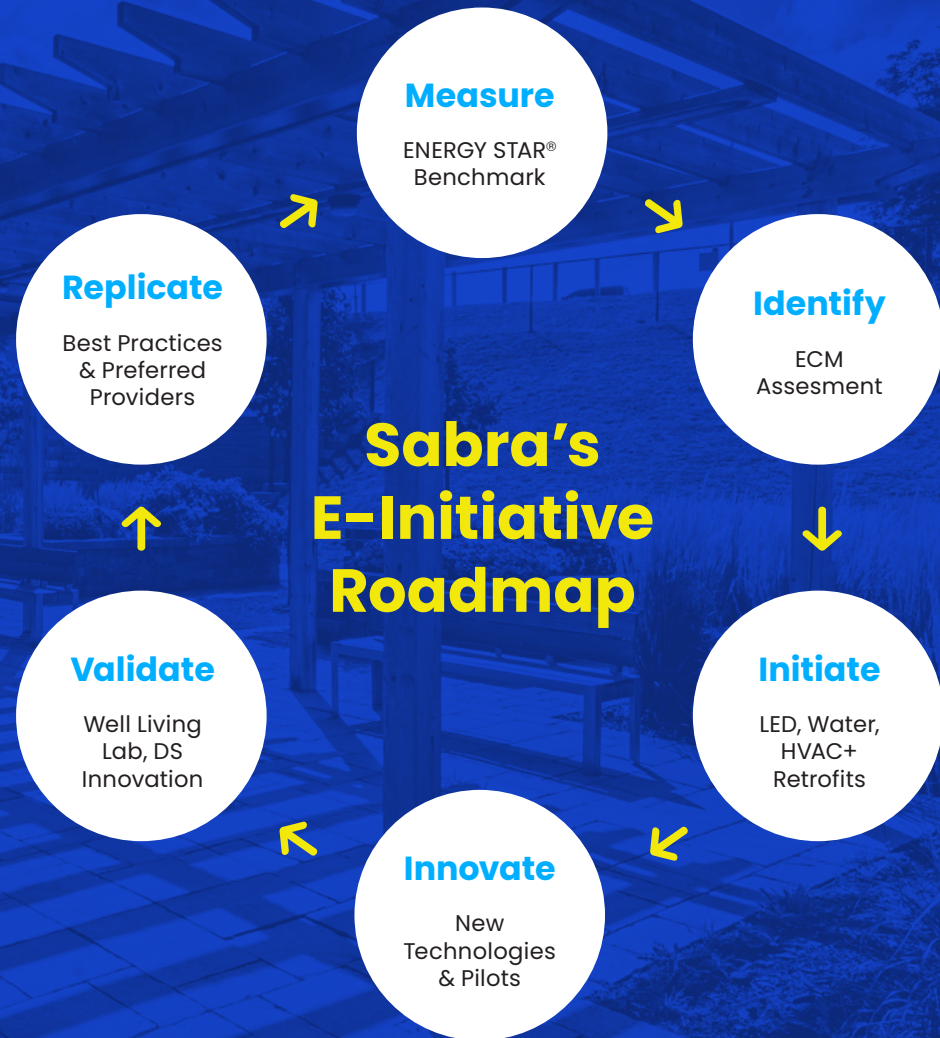 Measure
ENERGY STAR®
Benchmark
Identify
ECM
Assesment
Initiate
LED, Water,
HVAC+
Retrofits
Innovate
New
Technologies
& Pilots
Validate
Well Living
Lab, DS
Innovation
Replicate
Best Practices
& Preferred
Providers
Sabra’s
E-Initiative
Roadmap